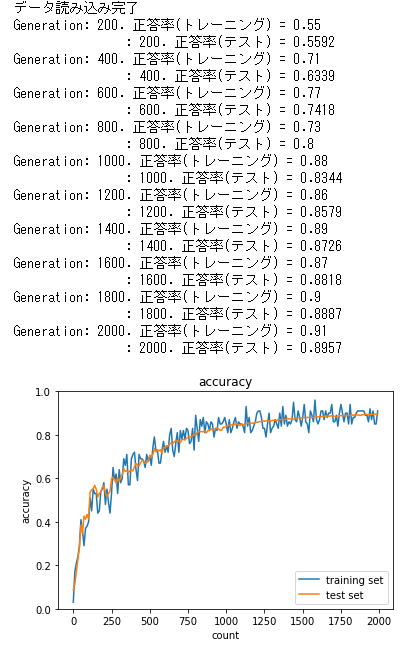 データ読み込み完了
Generation: 200. 正答率(トレーニング) = 0.55
: 200. 正答率(テスト) = 0.5592
Generation: 400. 正答率(トレーニング) = 0.71
: 400. 正答率(テスト) = 0.6339
Generation: 600. 正答率(トレーニング) = 0.77
: 600. 正答率(テスト) = 0.7418
Generation: 800. 正答率(トレーニング) = 0.73
: 800. 正答率(テスト) = 0.8
Generation: 1000. 正答率(トレーニング) = 0.88
: 1000. 正答率(テスト) = 0.8344
Generation: 1200. 正答率(トレーニング) = 0.86
: 1200. 正答率(テスト) = 0.8579
Generation: 1400. 正答率(トレーニング) = 0.89
: 1400. 正答率(テスト) = 0.8726
Generation: 1600. 正答率(トレーニング) = 0.87
: 1600. 正答率(テスト) = 0.8818
Generation: 1800. 正答率(トレーニング) = 0.9
: 1800. 正答率(テスト) = 0.8887
Generation: 2000. 正答率(トレーニング) = 0.91
: 2000. 正答率(テスト) = 0.8957
accuracy
1.0
0.8
0.6
0.4
0.2
0.0
accuracy
training set
test set
0 250 500 750 1000 1250 1500 1750 2000
count